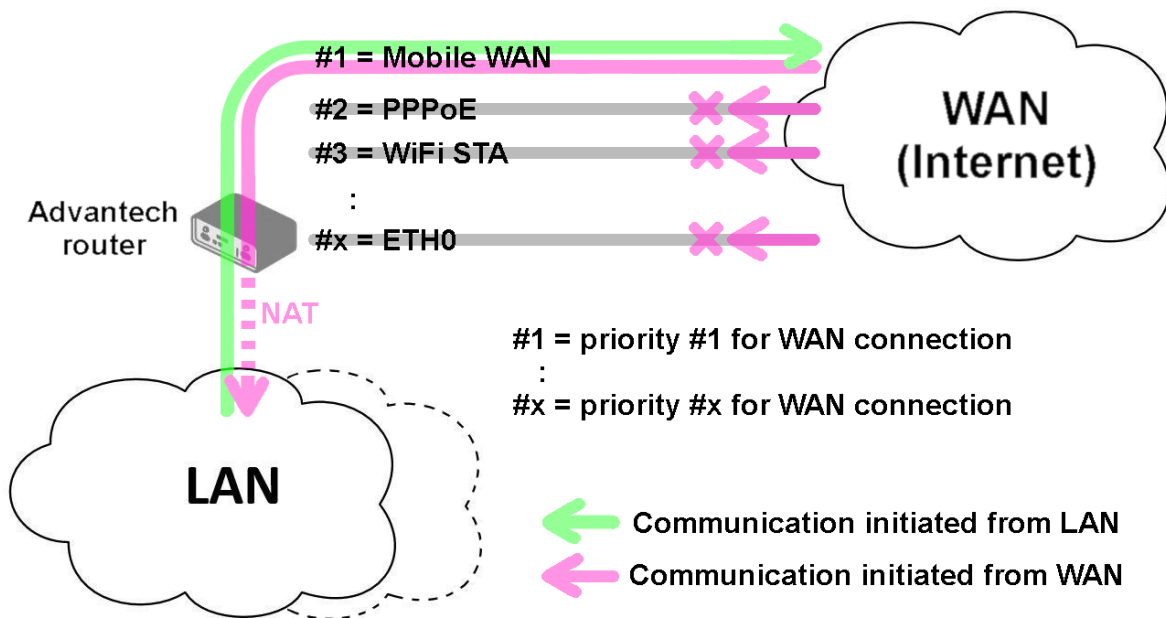 #1 = Mobile WAN
#2 = PPPoE
#3 = WiFi STA
:
#x = ETH0
WAN
(Internet)
Advantech
router
NAT
#1 = priority #1 for WAN connection
:
#x = priority #x for WAN connection
LAN
Communication initiated from LAN
Communication initiated from WAN